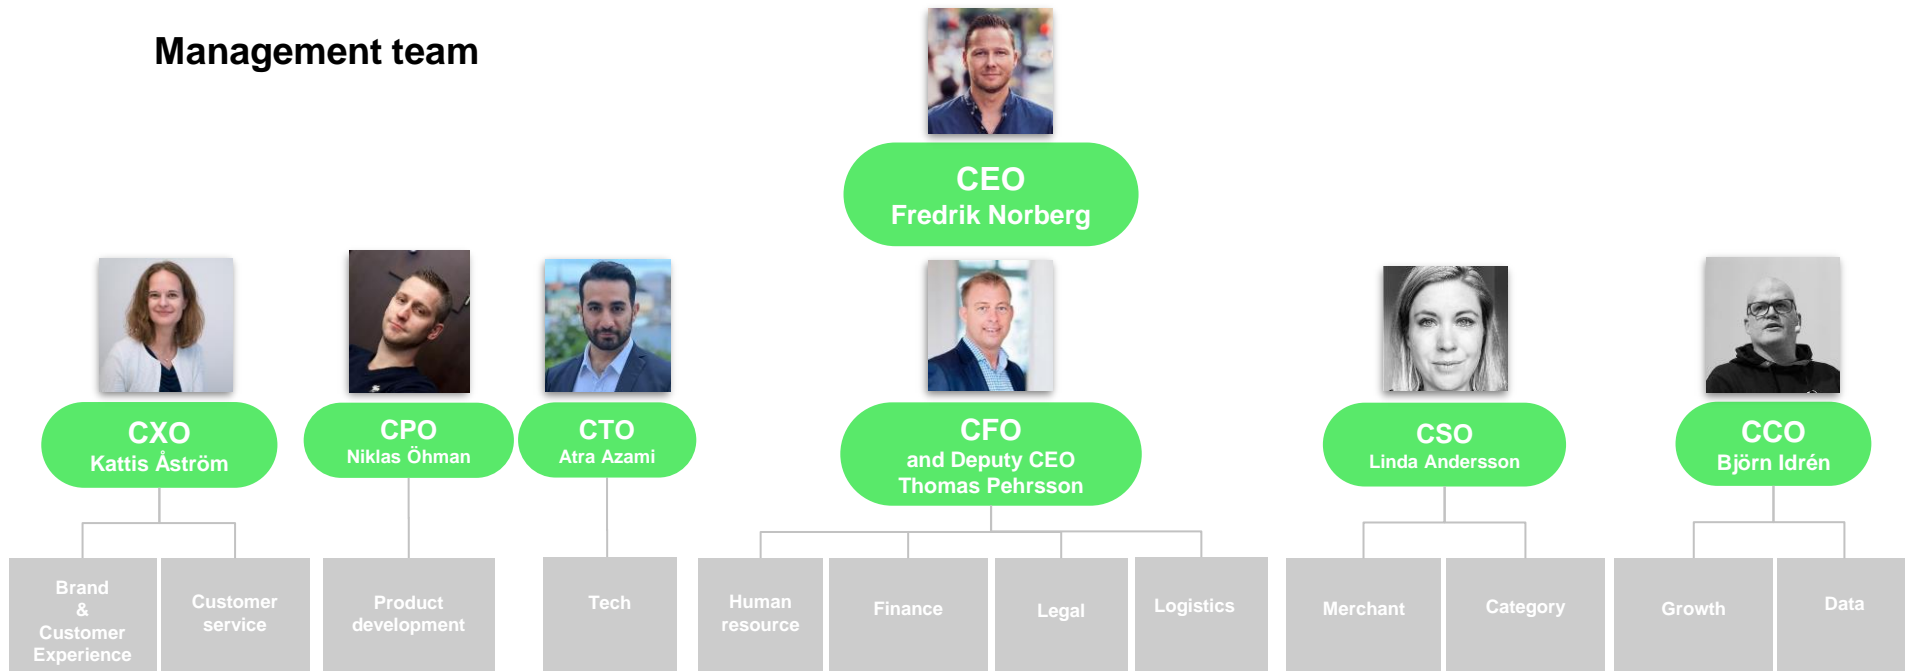 Management team
CEO
Fredrik Norberg
CXO
Kattis Åström
CPO
Niklas Öhman
CTO
Atra Azami
CFO
and Deputy CEO
Thomas Pehrsson
CSO
Linda Andersson
CCO
Björn Idrén
Brand
&
Customer
Experience
Customer
service
Product
development
Tech
Human
resource
Finance
Legal
Logistics
Merchant
Category
Growth
Data